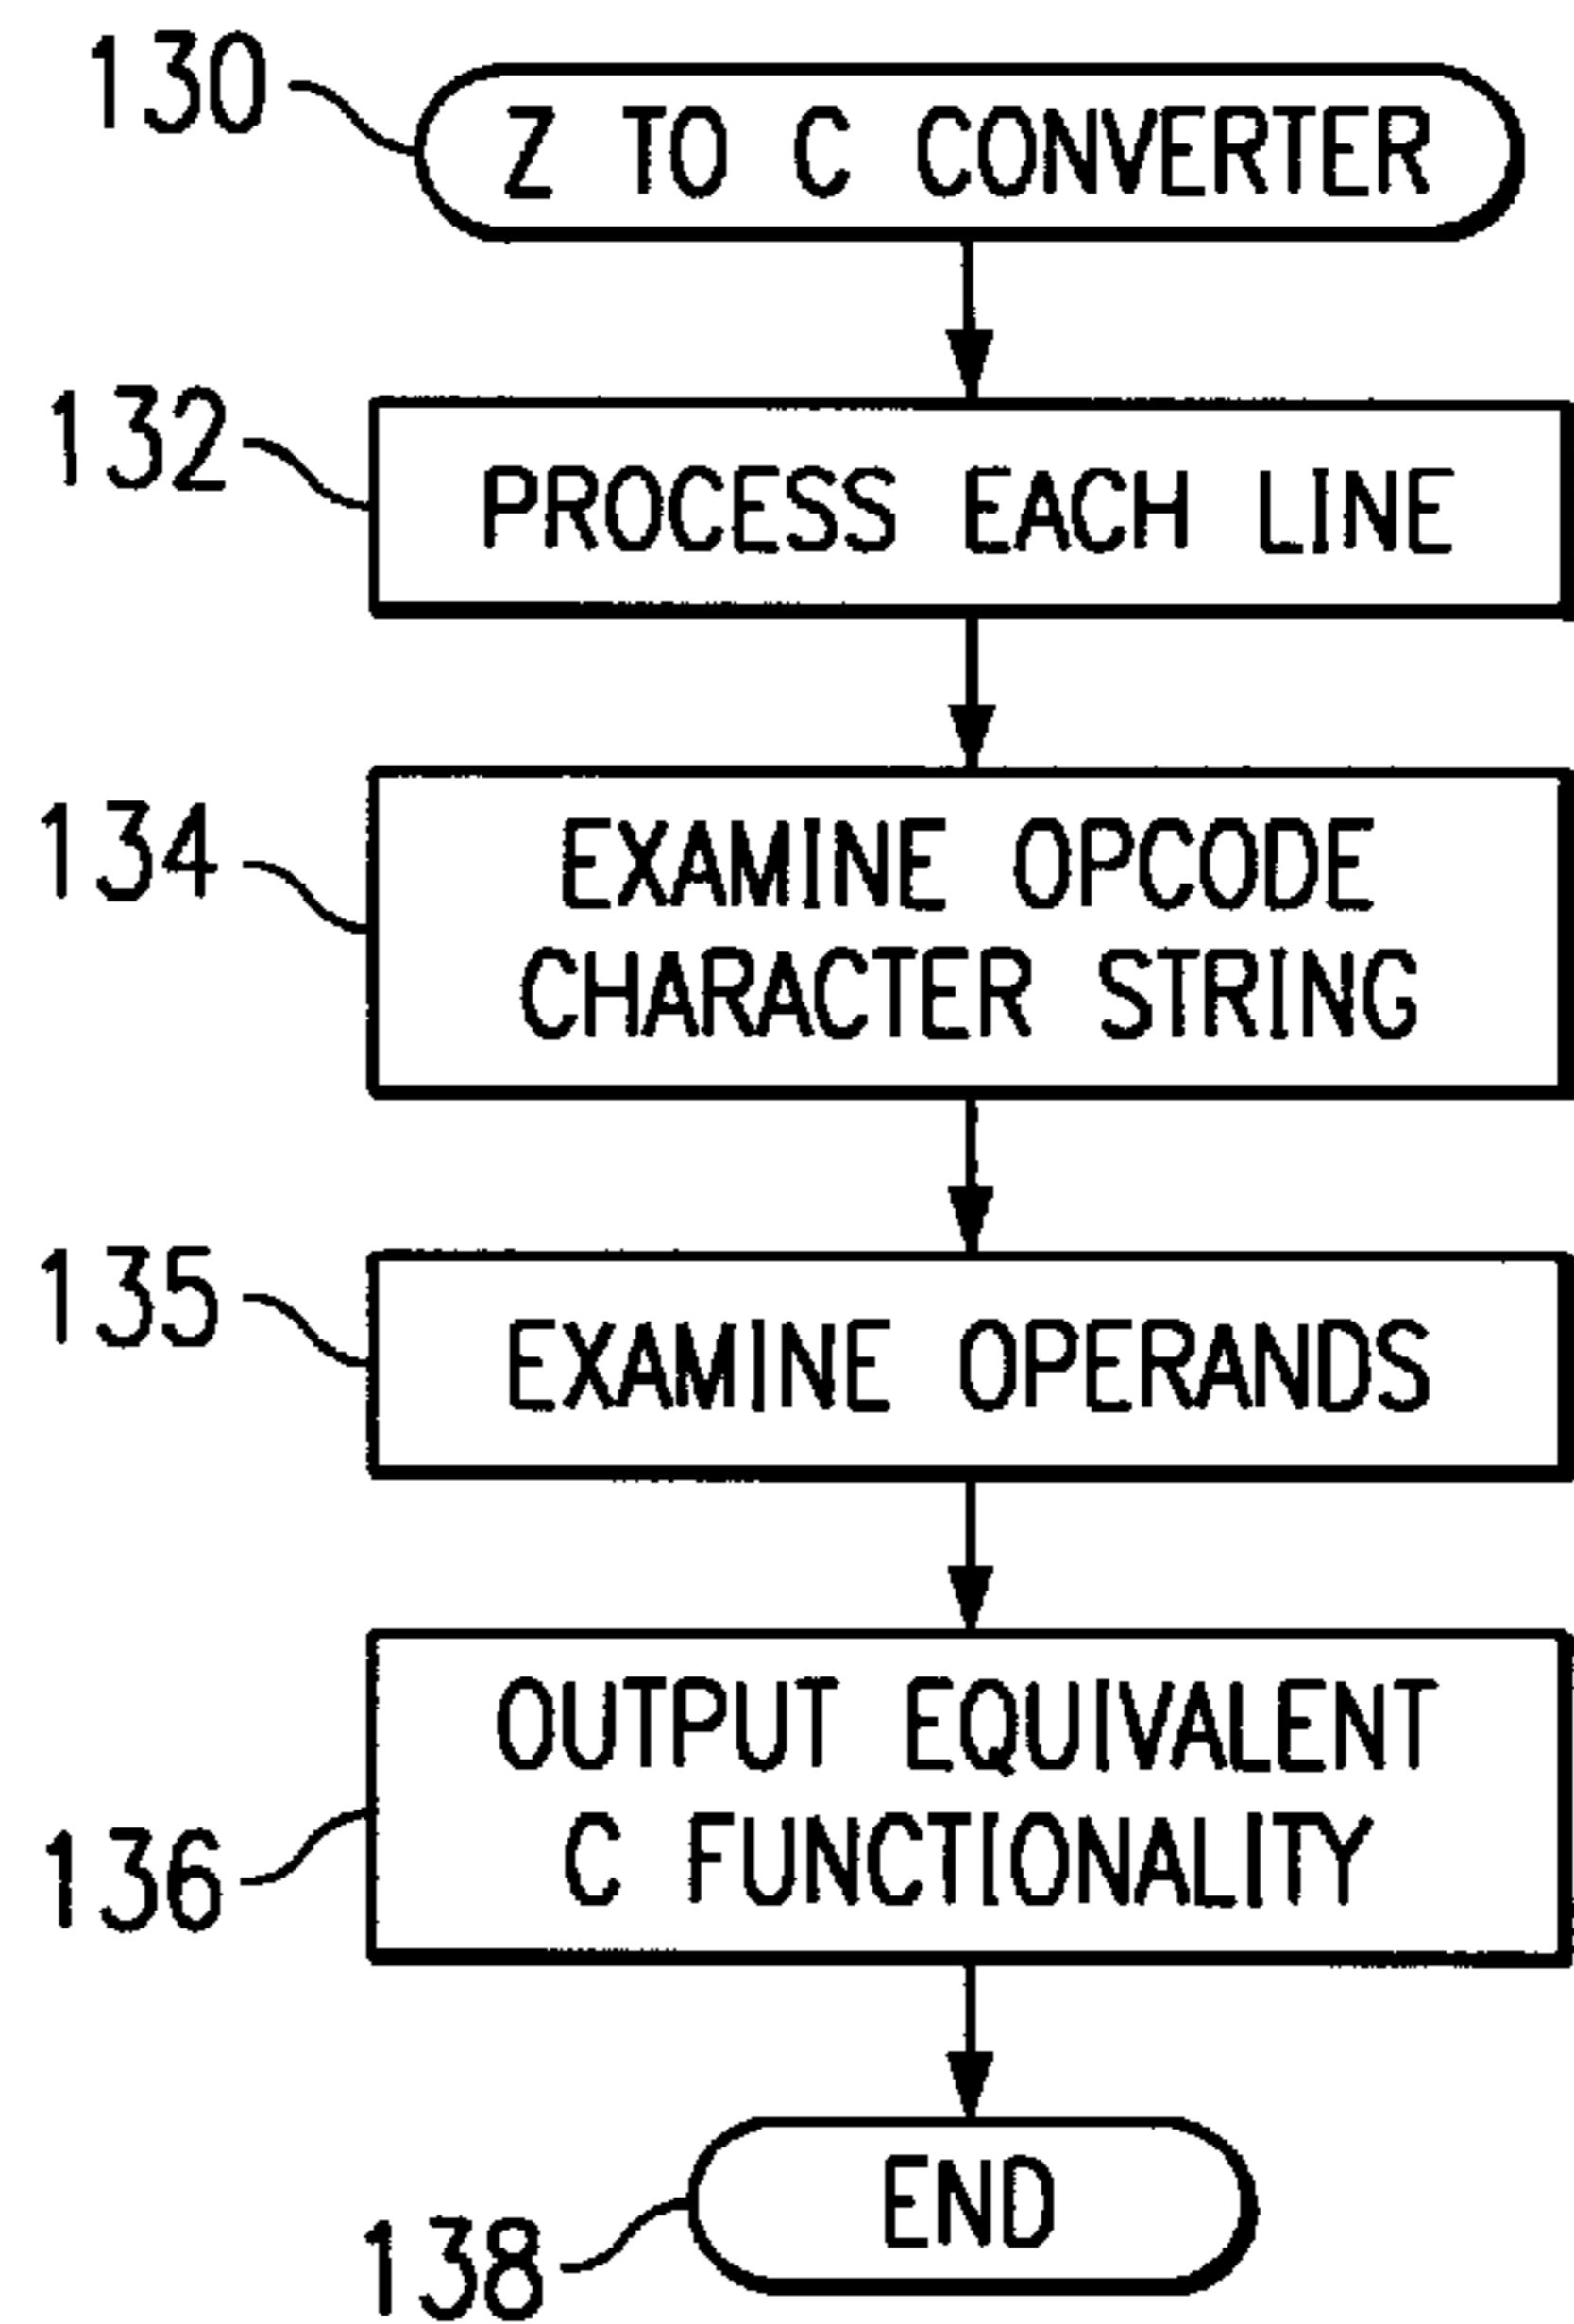 130
Z TO C CONVERTER
132
PROCESS EACH LINE
134
EXAMINE OPCODE
CHARACTER STRING
135
EXAMINE OPERANDS
136
OUTPUT EQUIVALENT
C FUNCTIONALITY
138
END